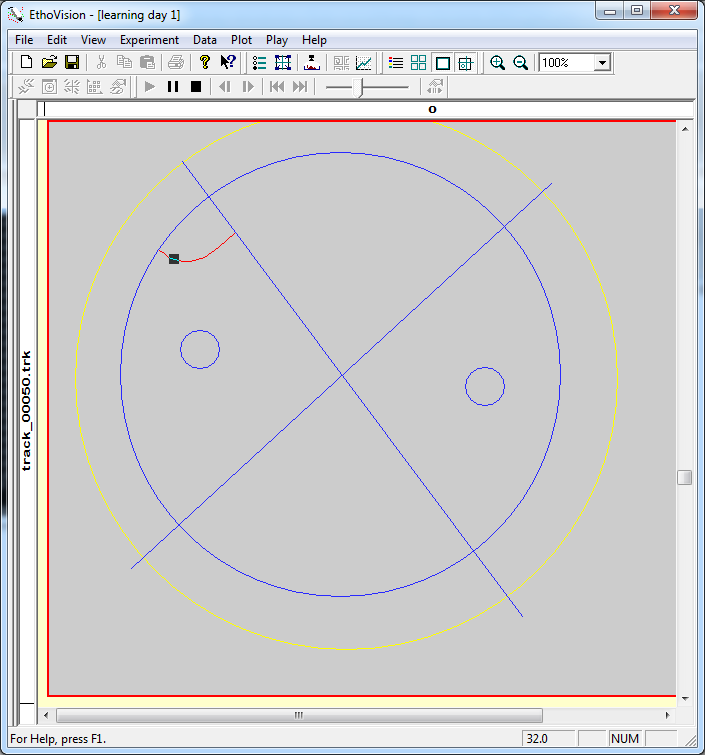 EthoVision - [learning day 1]
File Edit View Experiment Data Plot Play Help
100%
o
track_00050.trk
For Help, press F1.
32.0
NUM